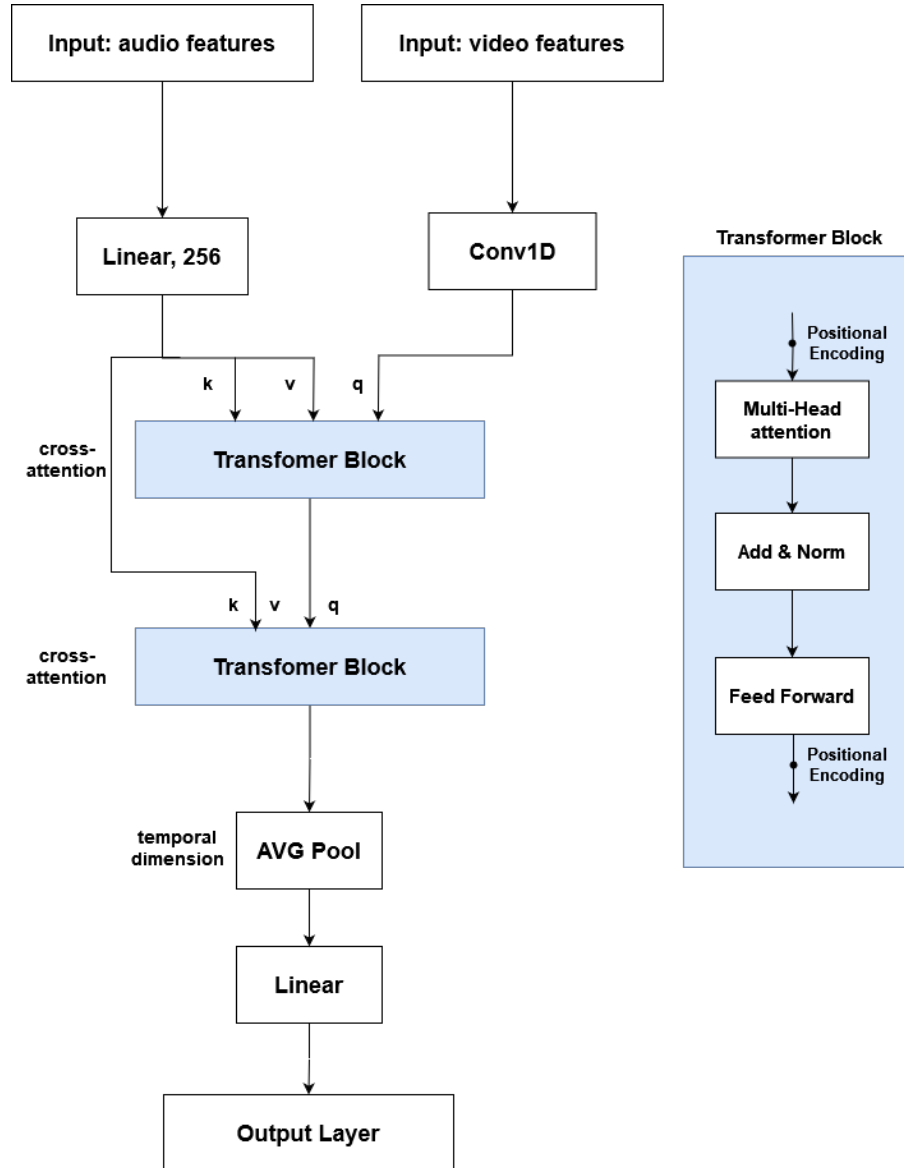 Input: audio features
Input: video features
Linear, 256
Conv1D
k
v
q
cross-
attention
Transfomer Block
k
v
q
cross-
attention
Transfomer Block
temporal
dimension
AVG Pool
Linear
Output Layer
Transformer Block
Positional
Encoding
Multi-Head
attention
Add & Norm
Feed Forward
Positional
Encoding